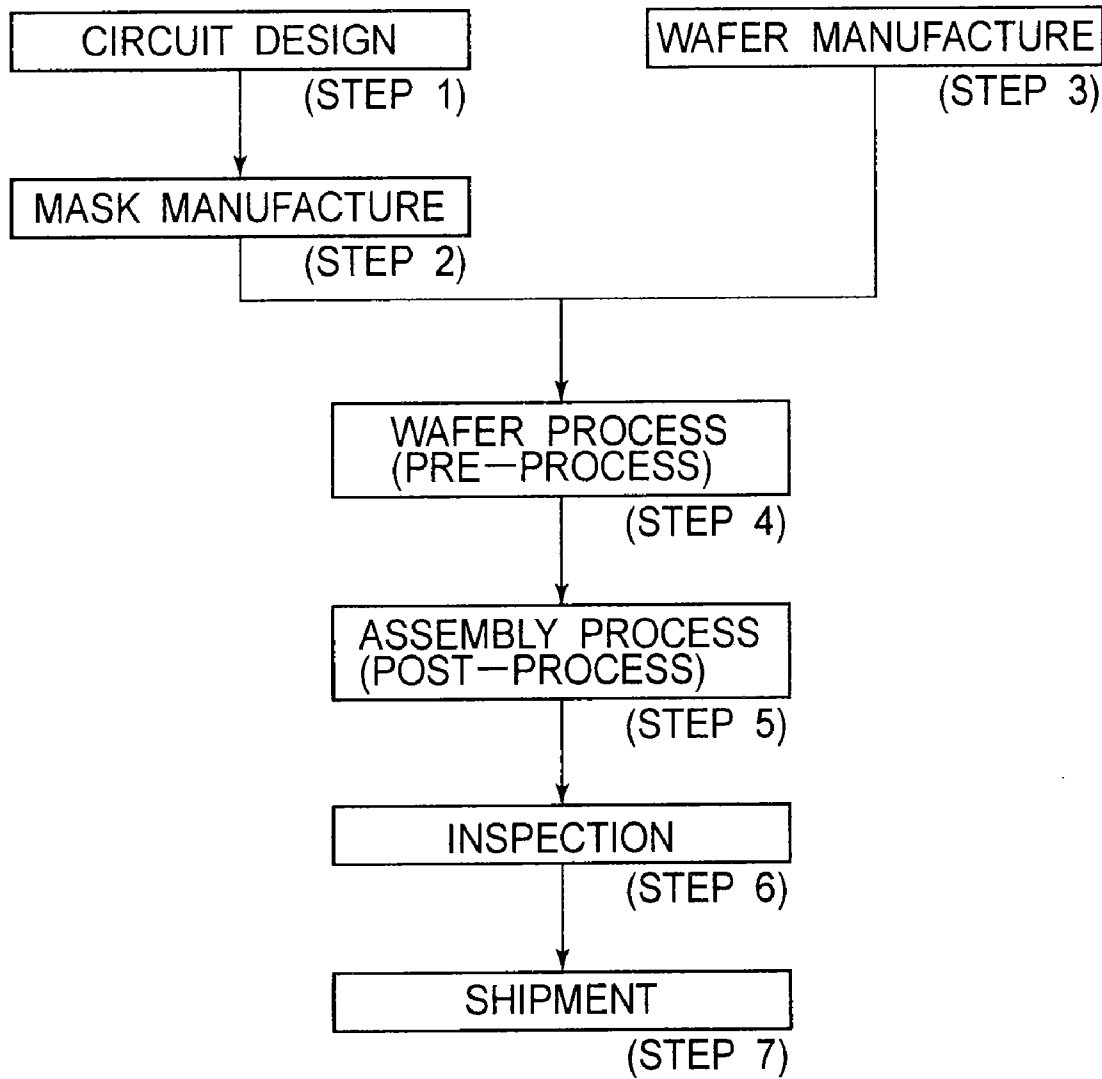 CIRCUIT DESIGN
(STEP 1)
WAFER MANUFACTURE
(STEP 3)
MASK MANUFACTURE
(STEP 2)
WAFER PROCESS
(PRE—PROCESS)
(STEP 4)
ASSEMBLY PROCESS
(POST—PROCESS)
(STEP 5)
INSPECTION
(STEP 6)
SHIPMENT
(STEP 7)